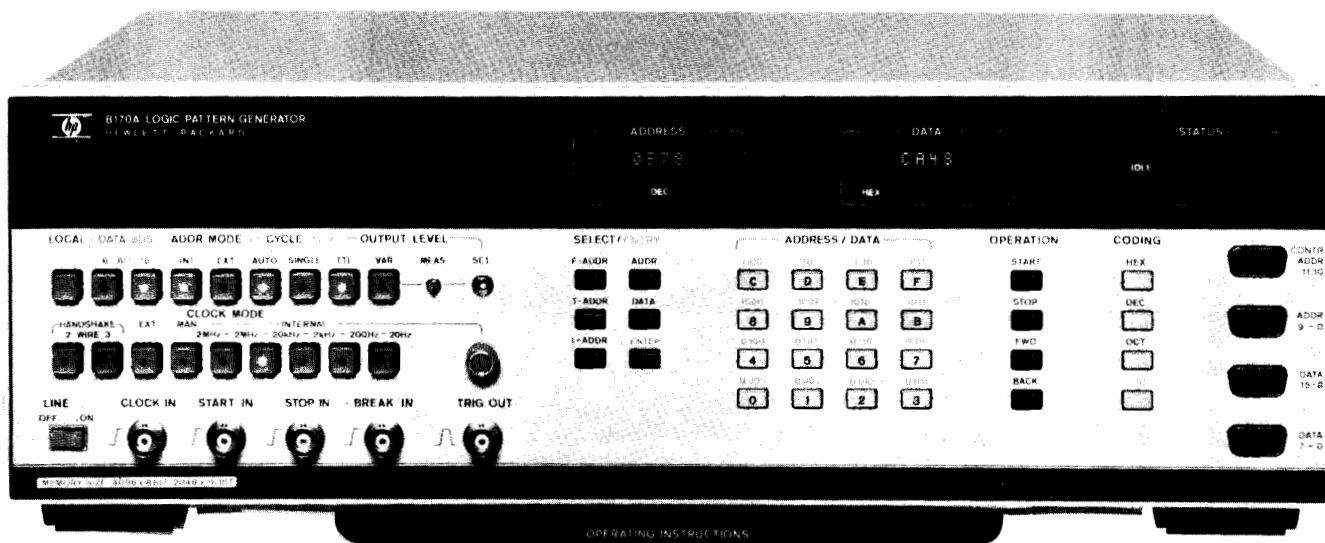 hp
8170A LOGIC PATTERN GENERATOR
HEWLETT PACKARD
ADDRESS
DATA
STATUS
CA48
IDLE
DEC
HEX
LOCAL DATA BUS ADDR MODE CYCLE OUTPUT LEVEL
INT EXT AUTO SINGLE TTL VAR MEAS SET
CLOCK MODE
HANDSHAKE EXT MAN INTERNAL
2 WIRE 3
2MHz - 20kHz - 2kHz - 200Hz - 20Hz
LINE
OFF ON
CLOCK IN START IN STOP IN BREAK IN TRIG OUT
SELECT/ENTRY
F-ADDR ADDR
T-ADDR DATA
L-ADDR ENTER
ADDRESS / DATA
C D E F
8 9 A B
4 5 6 7
0 1 2 3
OPERATION
START
STOP
FWD
BACK
CODING
HEX
DEC
OCT
CONTR
ADDR
11,10
ADDR
9 - 0
DATA
15-8
DATA
7 - 0
MEMORY SIZE 4096 x 8BIT 2048 x 16BIT
OPERATING INSTRUCTIONS